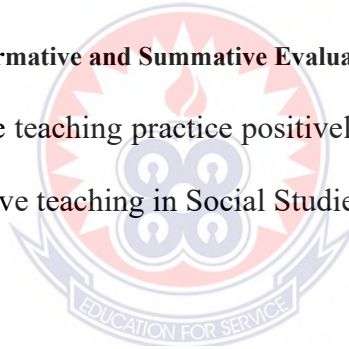 rmative and Summative Evalua
e teaching practice positivel
ve teaching in Social Studie
EDUCATION FOR SERVICE